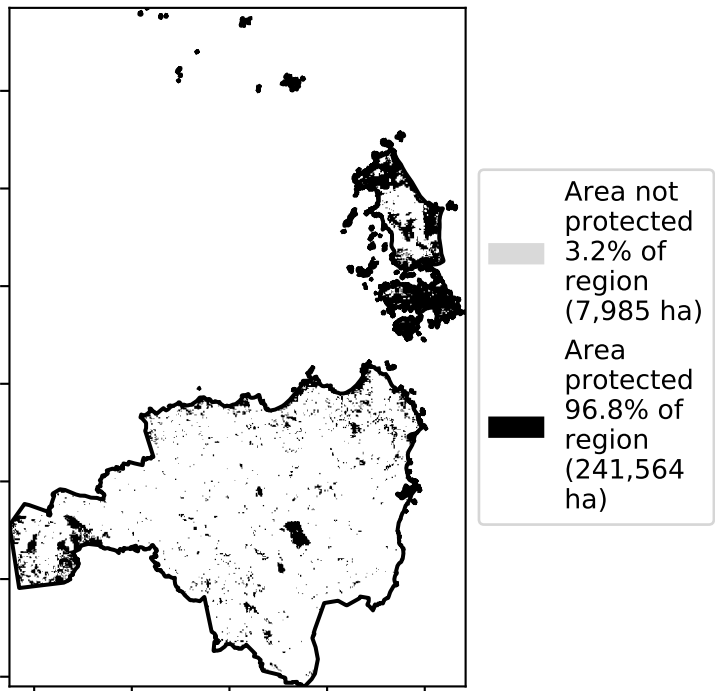 Area not
protected
3.2% of
region
(7,985 ha)
Area
protected
96.8% of
region
(241,564
ha)